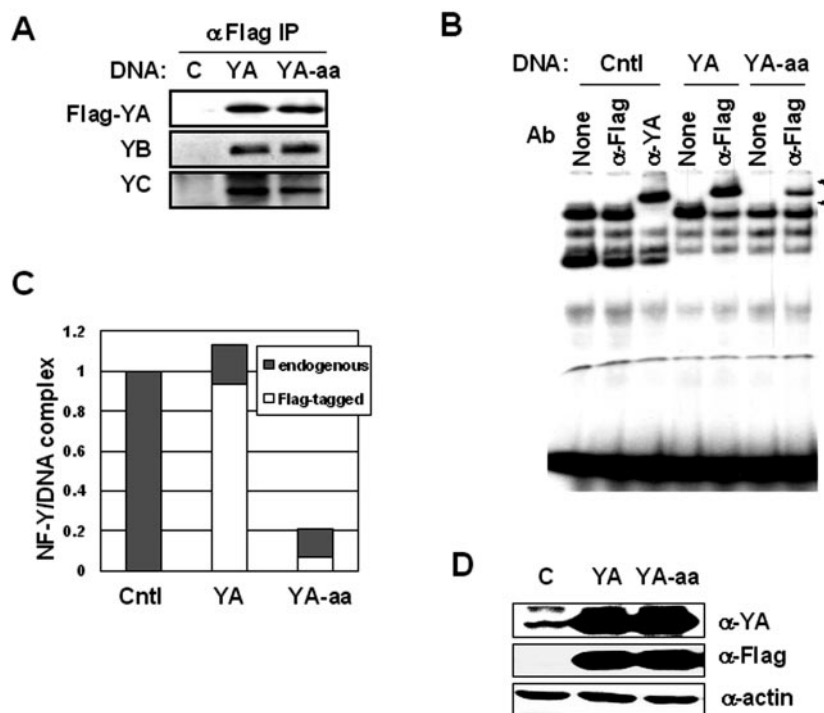 A
αFlag IP
DNA: C YA YA-aa
Flag-YA
YB
YC
B
DNA: Cntl YA YA-aa
Ab None α-Flag α-YA None α-Flag None α-Flag
C
NF-Y/DNA complex
1.2
1
0.8
0.6
0.4
0.2
0
endogenous
Flag-tagged
Cntl YA YA-aa
D
C YA YA-aa
α-YA
α-Flag
α-actin